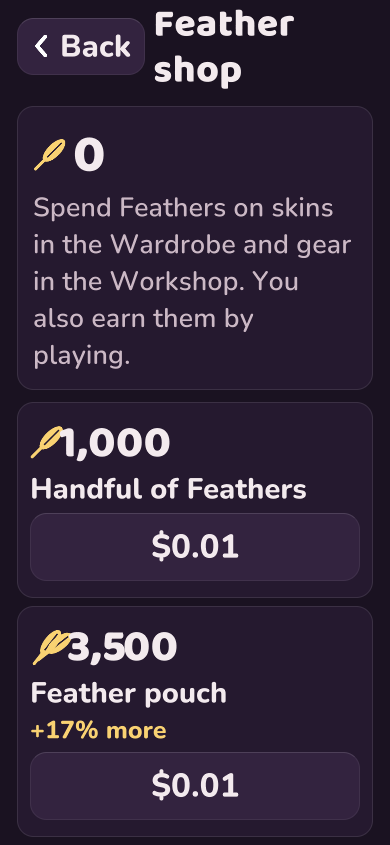 Back
Feather
shop
0
Spend Feathers on skins
in the Wardrobe and gear
in the Workshop. You
also earn them by
playing.
1,000
Handful of Feathers
$0.01
3,500
Feather pouch
+17% more
$0.01